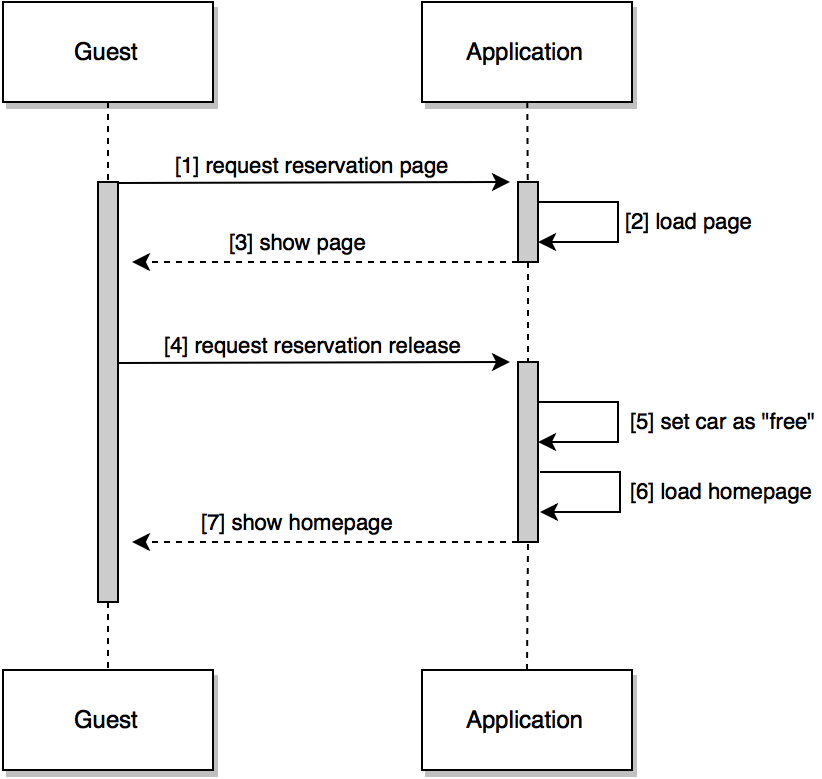 Guest
Application
[1] request reservation page
[2] load page
[3] show page
[4] request reservation release
[5] set car as "free"
[6] load homepage
[7] show homepage
Guest
Application